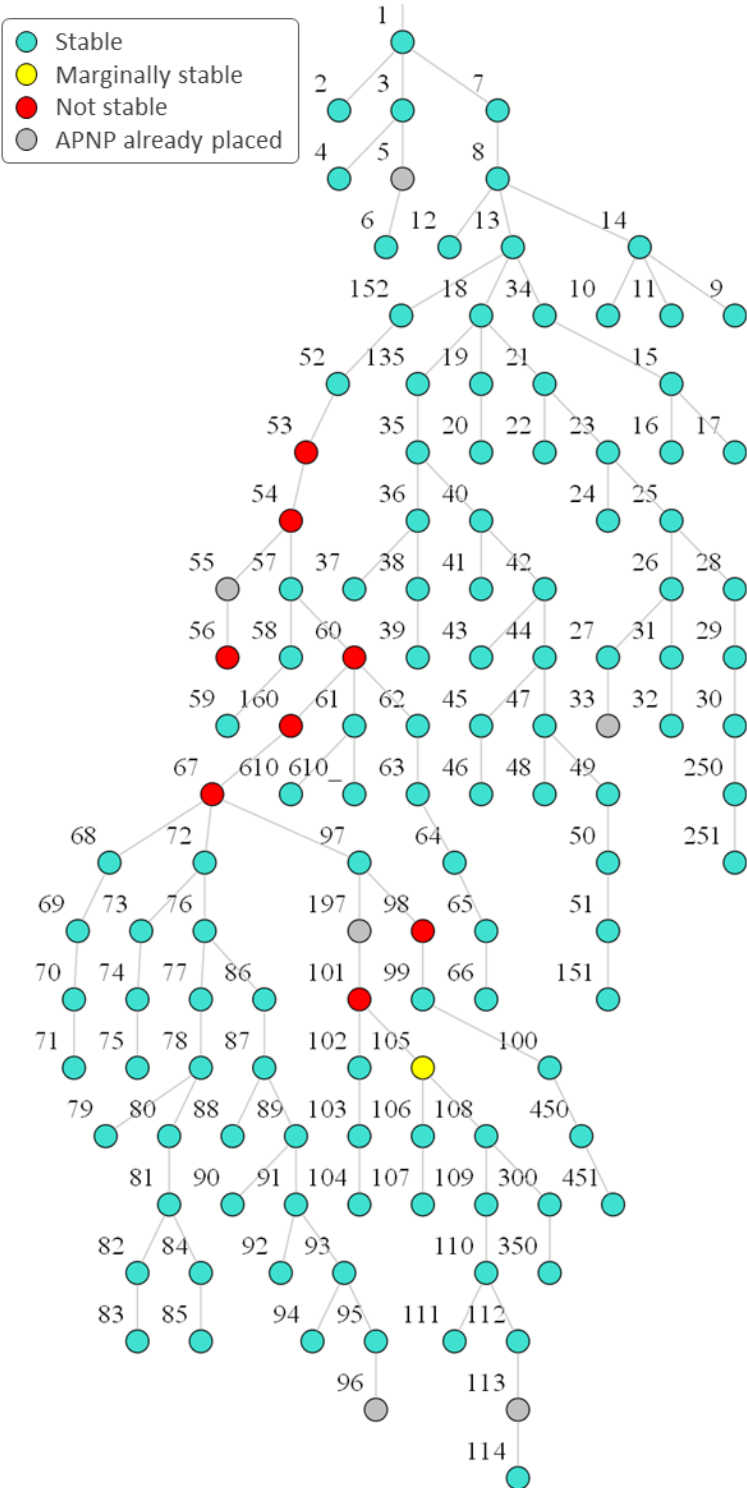 1
Stable
Marginally stable
Not stable
APNP already placed
2 3 7
4 5 8
6 12 13 14
152 18 34 10 11 9
52 135 19 21 15
53 35 20 22 23 16 17
54 36 40 24 25
55 57 37 38 41 42 26 28
56 58 60 39 43 44 27 31 29
59 160 61 62 45 47 33 32 30
67 610 610_ 63 46 48 49 250
68 72 97 64 50 251
69 73 76 197 98 65 51
70 74 77 86 101 99 66 151
71 75 78 87 102 105 100
79 80 88 89 103 106 108 450
81 90 91 104 107 109 300 451
82 84 92 93 110 350
83 85 94 95 111 112
96 113
114